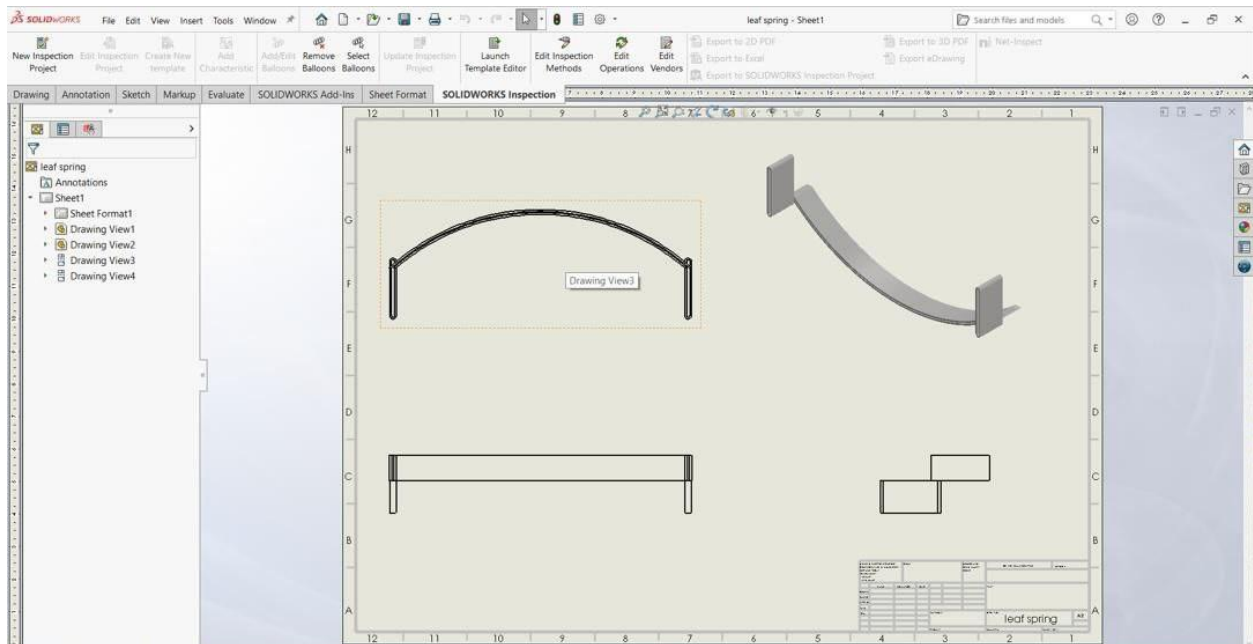 SOLIDWORKS File Edit View Insert Tools Window leaf spring - Sheet1 Search files and models
New Inspection Project
Edit Inspection Project
Create New template
Add Characteristic
Add/Edit Balloons
Remove Balloons
Select Balloons
Update Inspection Project
Launch Template Editor
Edit Inspection Methods
Edit Operations
Edit Vendors
Export to 2D PDF
Export to Excel
Export to SOLIDWORKS Inspection Project
Export to 3D PDF
Export eDrawing
Net-Inspect
Drawing Annotation Sketch Markup Evaluate SOLIDWORKS Add-Ins Sheet Format SOLIDWORKS Inspection
leaf spring
Annotations
Sheet1
Sheet Format1
Drawing View1
Drawing View2
Drawing View3
Drawing View4
12 11 10 9 8 6 5 4 3 2 1
H H
G G
F F
Drawing View3
E E
D D
C C
B B
A A
leaf spring
12 11 10 9 8 7 6 5 4 3 2 1